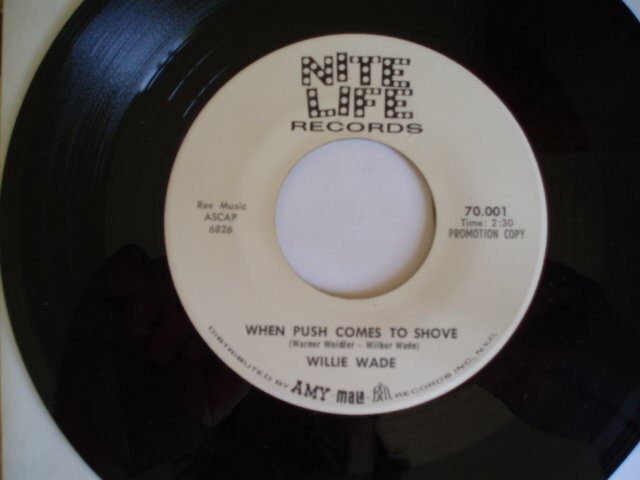 NITE
LIFE
RECORDS
Ree Music
ASCAP
6826
70.001
Time: 2:30
PROMOTION COPY
WHEN PUSH COMES TO SHOVE
(Warner Weidler - Wilbur Wade)
WILLIE WADE
DISTRIBUTED BY AMY · mala · Bell RECORDS INC., N.Y.C.